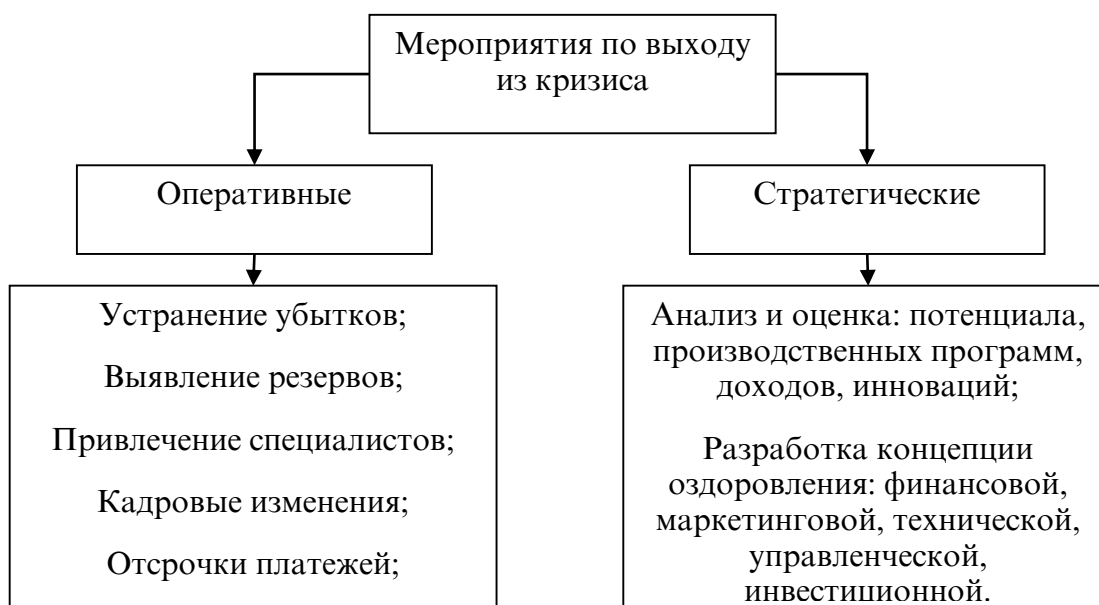 Мероприятия по выходу
из кризиса
Оперативные
Стратегические
Устранение убытков;
Выявление резервов;
Привлечение специалистов;
Кадровые изменения;
Отсрочки платежей;
Анализ и оценка: потенциала,
производственных программ,
доходов, инноваций;
Разработка концепции
оздоровления: финансовой,
маркетинговой, технической,
управленческой,
инвестиционной.